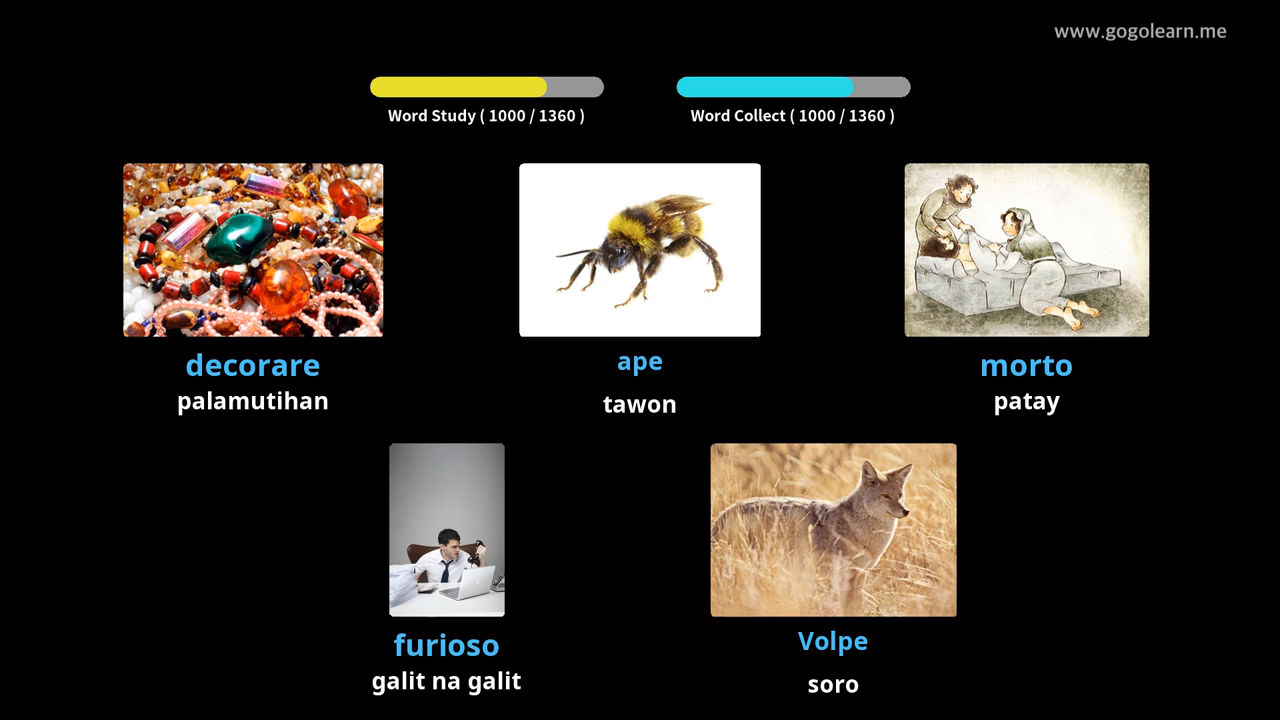 www.gogolearn.me
Word Study ( 1000 / 1360 )
Word Collect ( 1000 / 1360 )
decorare
palamutihan
ape
tawon
morto
patay
furioso
galit na galit
Volpe
soro